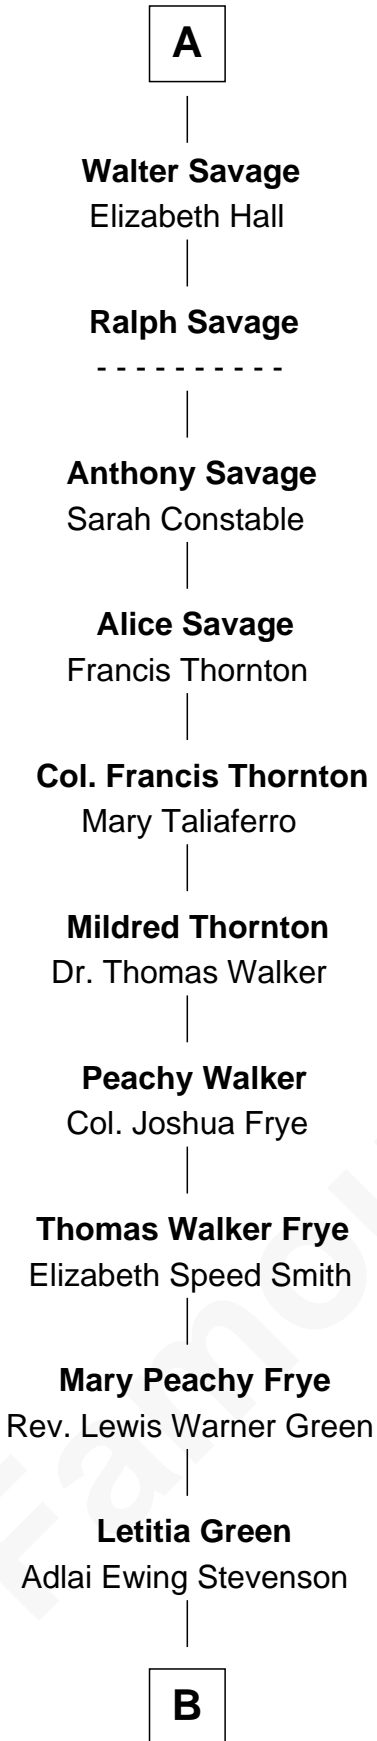 A
Walter Savage
Elizabeth Hall
Ralph Savage
- - - - - - - - - -
Anthony Savage
Sarah Constable
Alice Savage
Francis Thornton
Col. Francis Thornton
Mary Taliaferro
Mildred Thornton
Dr. Thomas Walker
Peachy Walker
Col. Joshua Frye
Thomas Walker Frye
Elizabeth Speed Smith
Mary Peachy Frye
Rev. Lewis Warner Green
Letitia Green
Adlai Ewing Stevenson
B